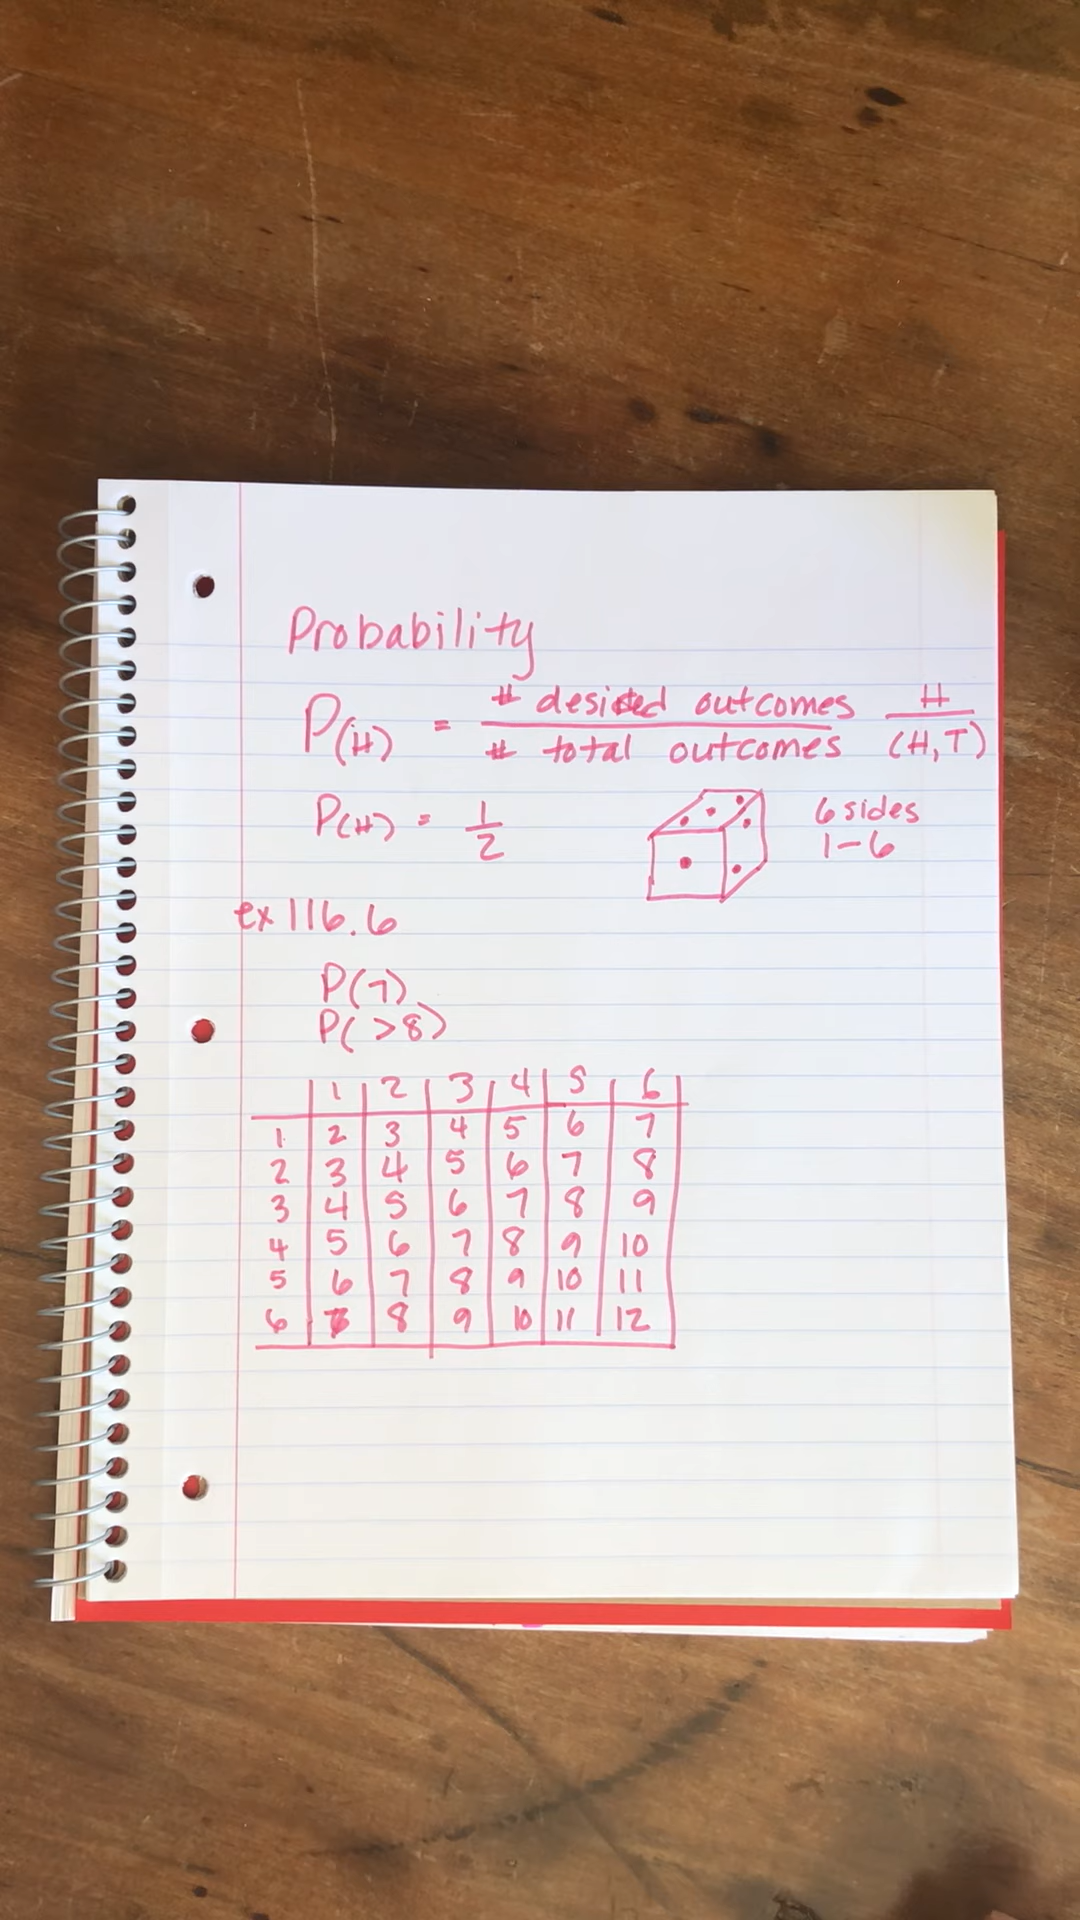 Probability
P(H) = # desired outcomes H
# total outcomes (H,T)
P(H) = 1/2
6 sides
1-6
ex 116.6
P(7)
P(>8)
1 2 3 4 5 6
1 2 3 4 5 6 7
2 3 4 5 6 7 8
3 4 5 6 7 8 9
4 5 6 7 8 9 10
5 6 7 8 9 10 11
6 7 8 9 10 11 12